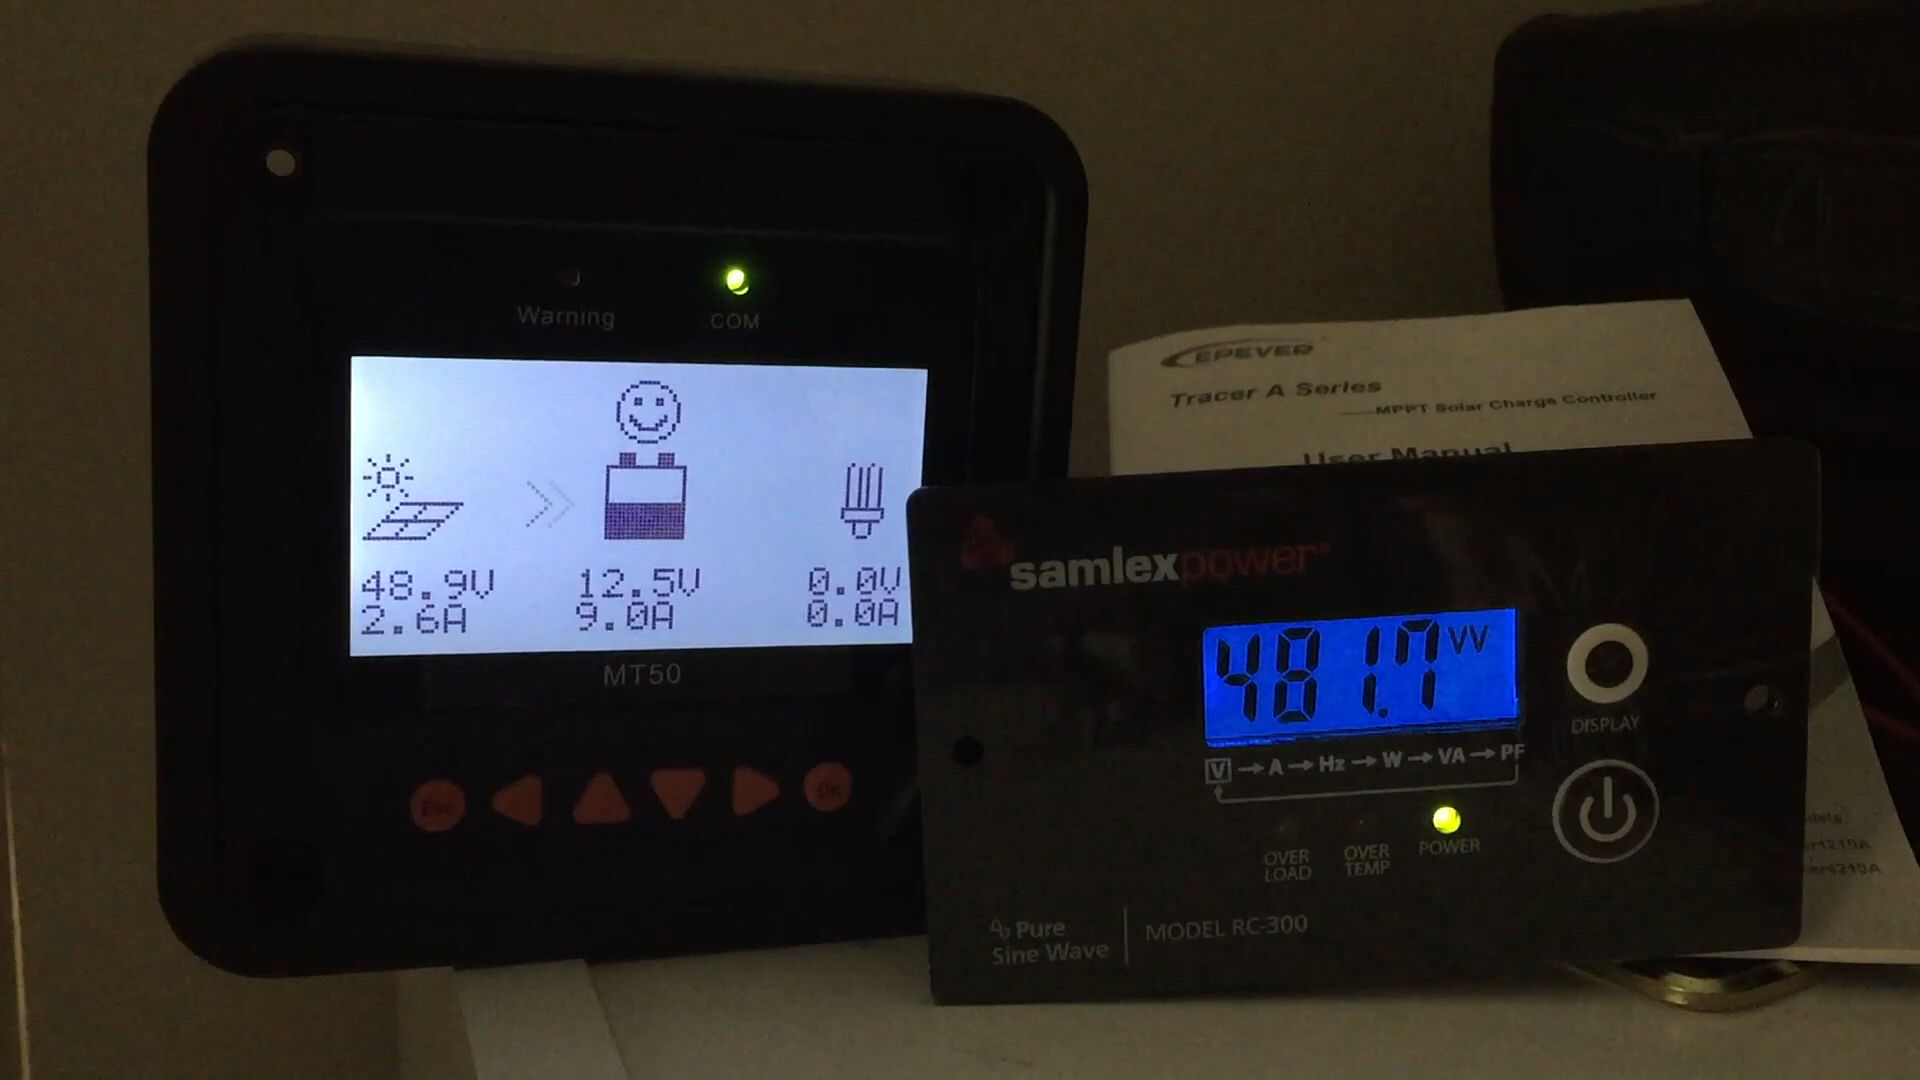 Warning
COM
48.9V
2.6A
12.5V
9.0A
0.0V
0.0A
MT50
Esc
OK
EPEVER
Tracer A Series
MPPT Solar Charge Controller
User Manual
samlexpower
481.7W
DISPLAY
V → A → Hz → W → VA → PF
OVER
LOAD
OVER
TEMP
POWER
Pure
Sine Wave
MODEL RC-300